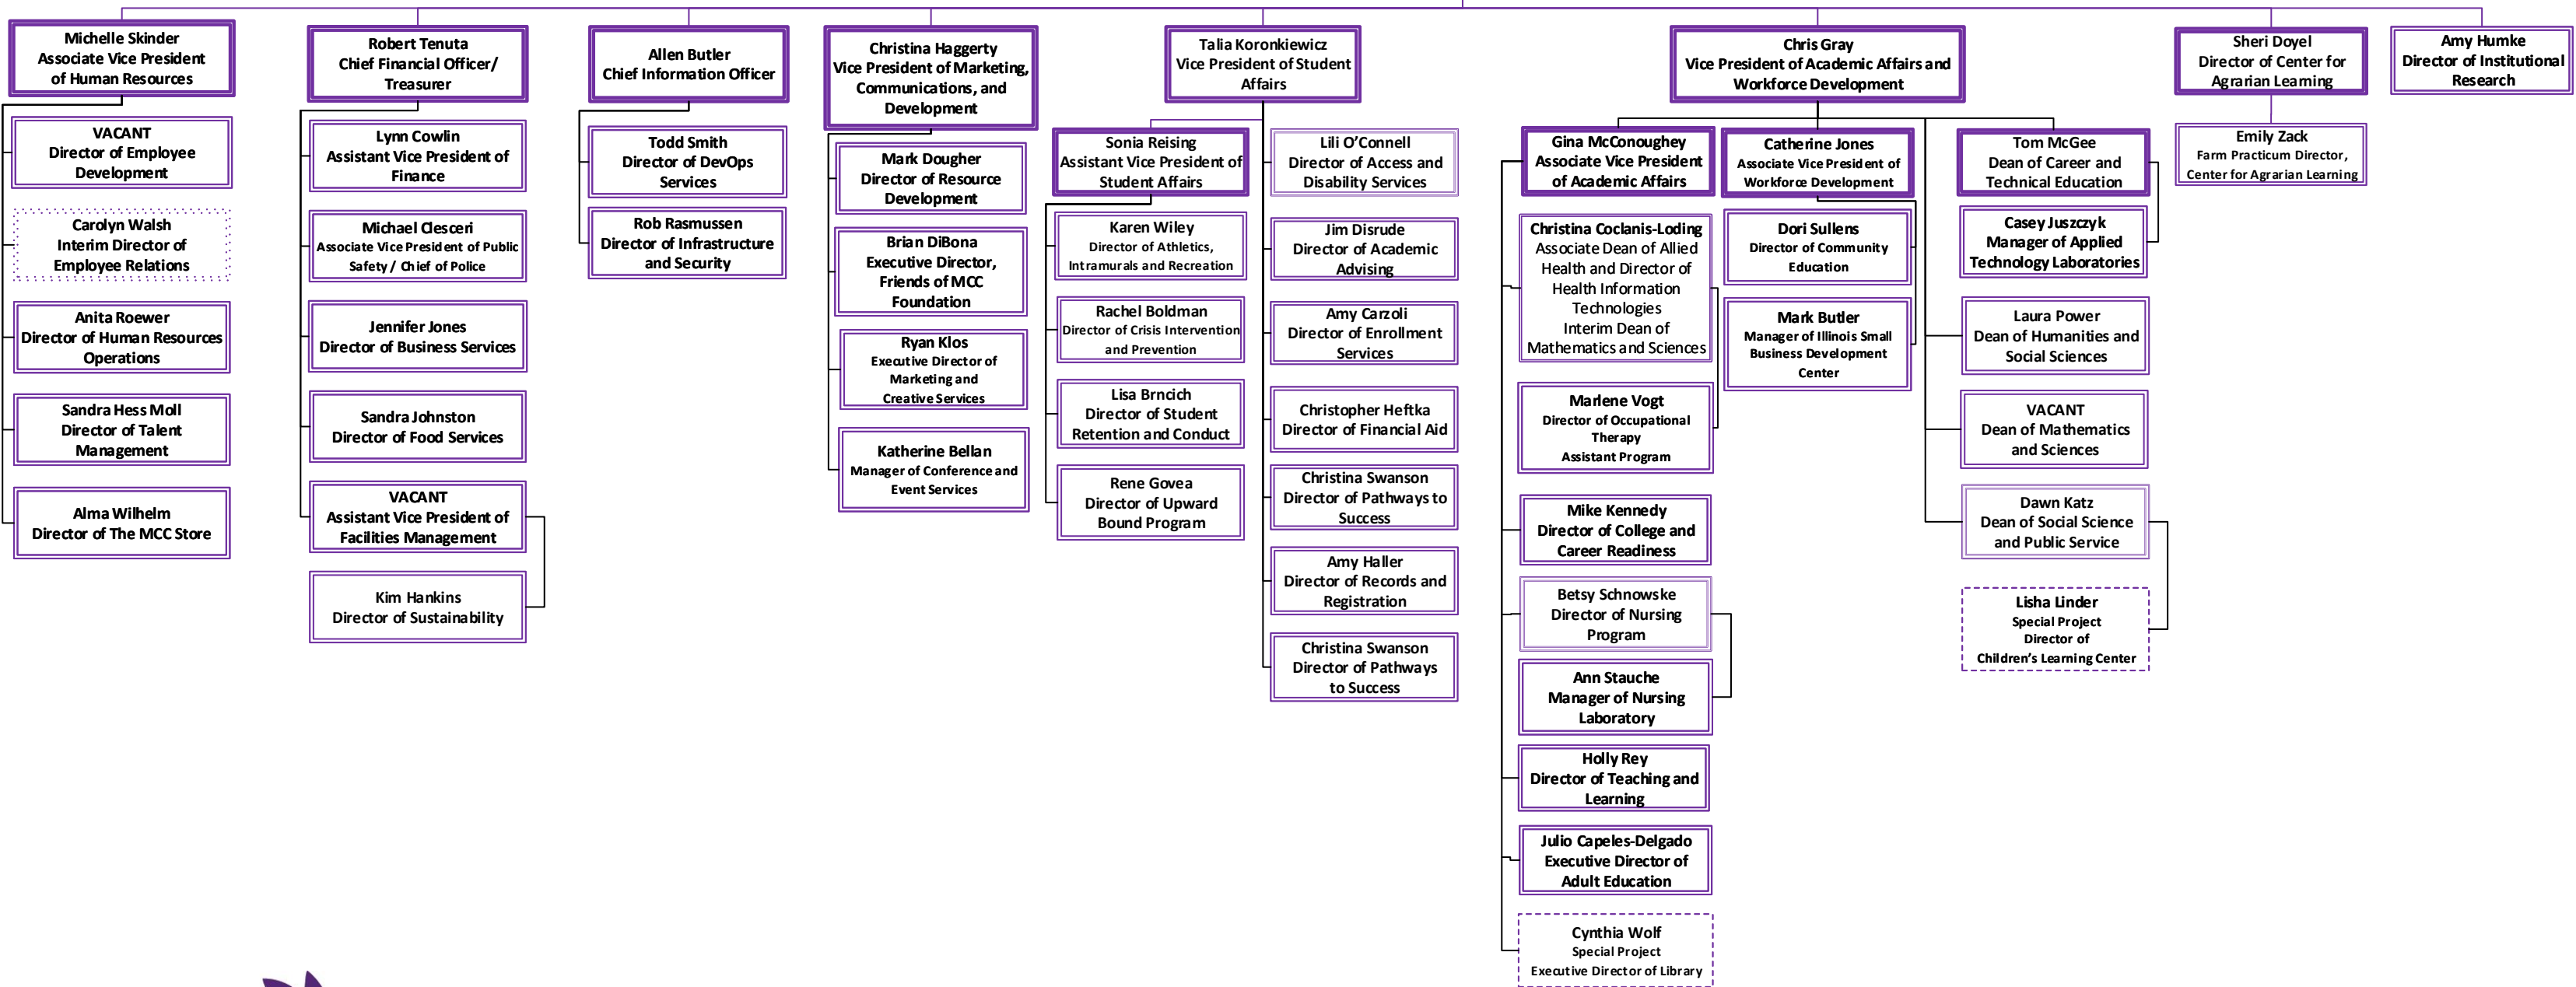 Michelle Skinder
Associate Vice President
of Human Resources
VACANT
Director of Employee
Development
Carolyn Walsh
Interim Director of
Employee Relations
Anita Roewer
Director of Human Resources
Operations
Sandra Hess Moll
Director of Talent
Management
Alma Wilhelm
Director of The MCC Store
Robert Tenuta
Chief Financial Officer/
Treasurer
Lynn Cowlin
Assistant Vice President of
Finance
Michael Clesceri
Associate Vice President of Public
Safety / Chief of Police
Jennifer Jones
Director of Business Services
Sandra Johnston
Director of Food Services
VACANT
Assistant Vice President of
Facilities Management
Kim Hankins
Director of Sustainability
Allen Butler
Chief Information Officer
Todd Smith
Director of DevOps
Services
Rob Rasmussen
Director of Infrastructure
and Security
Christina Haggerty
Vice President of Marketing,
Communications, and
Development
Mark Dougher
Director of Resource
Development
Brian DiBona
Executive Director,
Friends of MCC
Foundation
Ryan Klos
Executive Director of
Marketing and
Creative Services
Katherine Bellan
Manager of Conference and
Event Services
Talia Koronkiewicz
Vice President of Student
Affairs
Sonia Reising
Assistant Vice President of
Student Affairs
Karen Wiley
Director of Athletics,
Intramurals and Recreation
Rachel Boldman
Director of Crisis Intervention
and Prevention
Lisa Brncich
Director of Student
Retention and Conduct
Rene Govea
Director of Upward
Bound Program
Lili O’Connell
Director of Access and
Disability Services
Jim Disrude
Director of Academic
Advising
Amy Carzoli
Director of Enrollment
Services
Christopher Heftka
Director of Financial Aid
Christina Swanson
Director of Pathways to
Success
Amy Haller
Director of Records and
Registration
Christina Swanson
Director of Pathways
to Success
Chris Gray
Vice President of Academic Affairs and
Workforce Development
Gina McConoughey
Associate Vice President
of Academic Affairs
Christina Coclanis-Loding
Associate Dean of Allied
Health and Director of
Health Information
Technologies
Interim Dean of
Mathematics and Sciences
Marlene Vogt
Director of Occupational
Therapy
Assistant Program
Mike Kennedy
Director of College and
Career Readiness
Betsy Schnowske
Director of Nursing
Program
Ann Stauche
Manager of Nursing
Laboratory
Holly Rey
Director of Teaching and
Learning
Julio Capeles-Delgado
Executive Director of
Adult Education
Cynthia Wolf
Special Project
Executive Director of Library
Catherine Jones
Associate Vice President of
Workforce Development
Dori Sullens
Director of Community
Education
Mark Butler
Manager of Illinois Small
Business Development
Center
Tom McGee
Dean of Career and
Technical Education
Casey Juszczyk
Manager of Applied
Technology Laboratories
Laura Power
Dean of Humanities and
Social Sciences
VACANT
Dean of Mathematics
and Sciences
Dawn Katz
Dean of Social Science
and Public Service
Lisha Linder
Special Project
Director of
Children’s Learning Center
Sheri Doyel
Director of Center for
Agrarian Learning
Emily Zack
Farm Practicum Director,
Center for Agrarian Learning
Amy Humke
Director of Institutional
Research